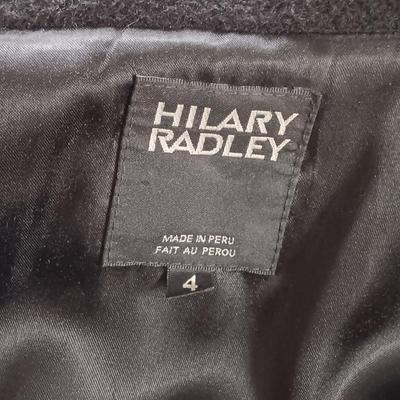 HILARY
RADLEY
MADE IN PERU
FAIT AU PEROU
4